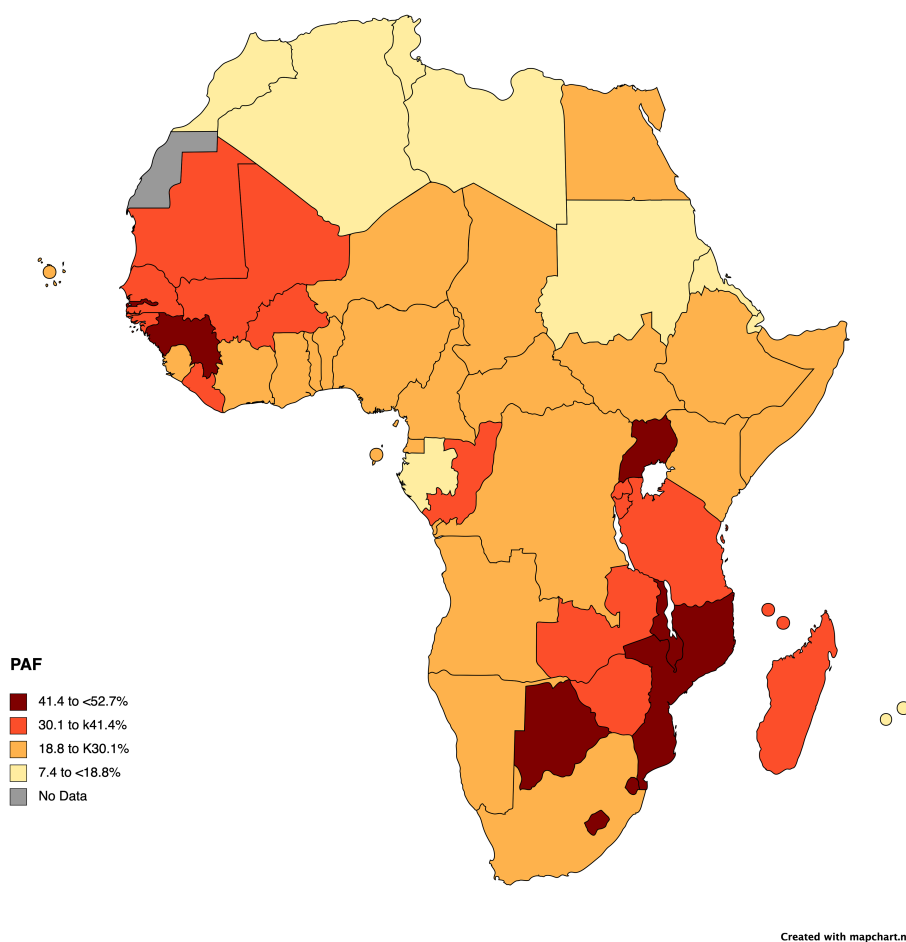 PAF
41.4 to <52.7%
30.1 to k41.4%
18.8 to K30.1%
7.4 to <18.8%
No Data
Created with mapchart.n